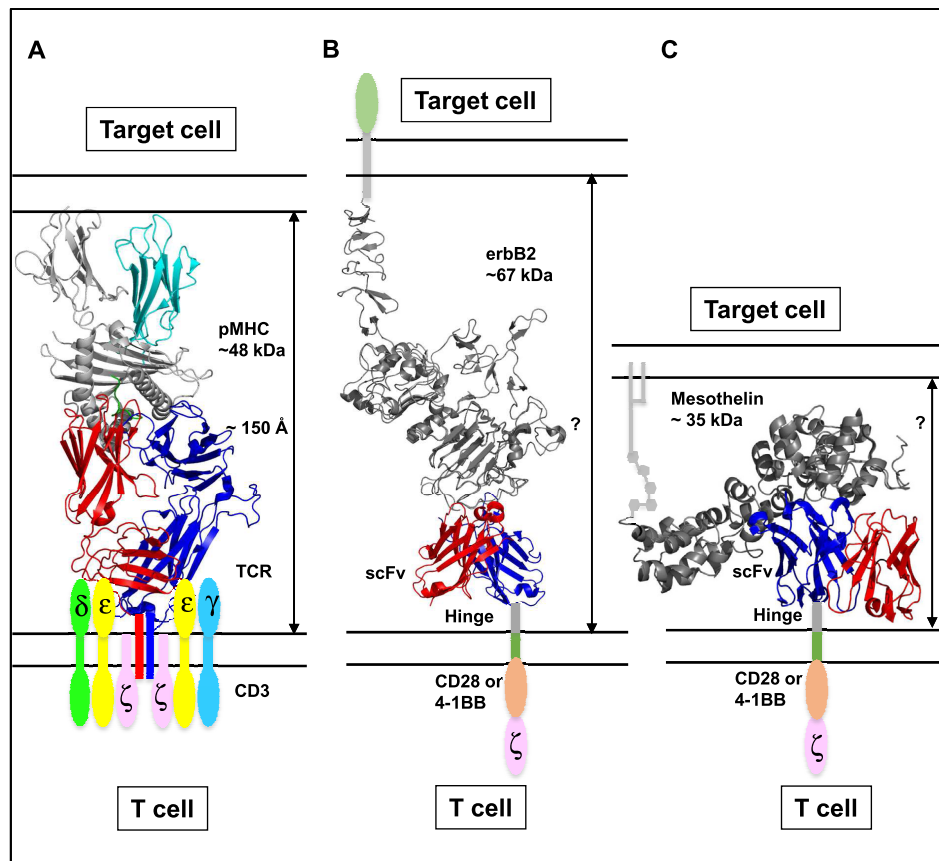 A
Target cell
pMHC
~48 kDa
~ 150 Å
TCR
δ
ε
ε
γ
ζ
ζ
CD3
T cell
B
Target cell
erbB2
~67 kDa
?
scFv
Hinge
CD28 or
4-1BB
ζ
T cell
C
Target cell
Mesothelin
~ 35 kDa
?
scFv
Hinge
CD28 or
4-1BB
ζ
T cell